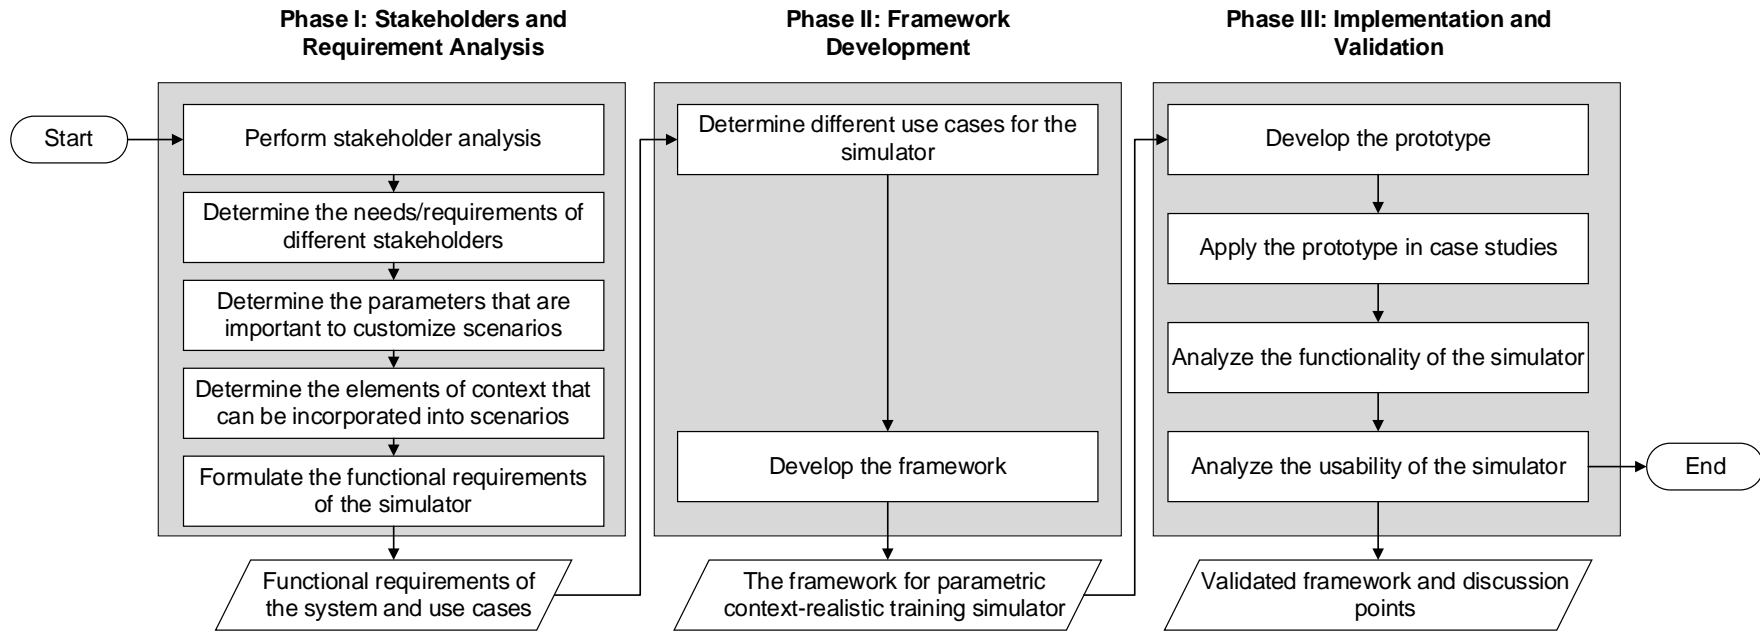 Phase I: Stakeholders and
Requirement Analysis
Start
Perform stakeholder analysis
Determine the needs/requirements of
different stakeholders
Determine the parameters that are
important to customize scenarios
Determine the elements of context that
can be incorporated into scenarios
Formulate the functional requirements
of the simulator
Functional requirements of
the system and use cases
Phase II: Framework
Development
Determine different use cases for the
simulator
Develop the framework
The framework for parametric
context-realistic training simulator
Phase III: Implementation and
Validation
Develop the prototype
Apply the prototype in case studies
Analyze the functionality of the simulator
Analyze the usability of the simulator
End
Validated framework and discussion
points